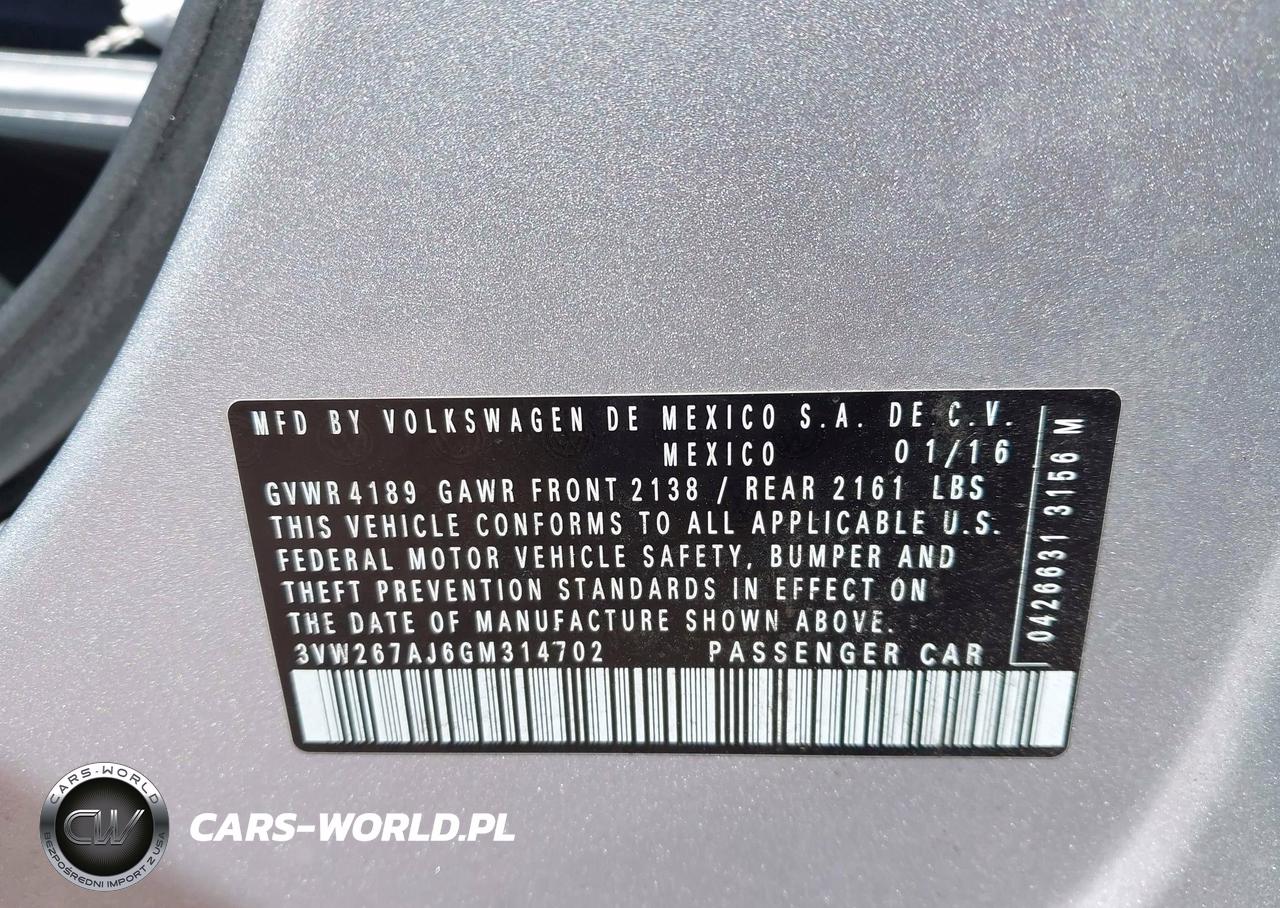 MFD BY VOLKSWAGEN DE MEXICO S.A. DE C.V.
MEXICO 01/16
GVWR 4189 GAWR FRONT 2138 / REAR 2161 LBS
THIS VEHICLE CONFORMS TO ALL APPLICABLE U.S.
FEDERAL MOTOR VEHICLE SAFETY, BUMPER AND
THEFT PREVENTION STANDARDS IN EFFECT ON
THE DATE OF MANUFACTURE SHOWN ABOVE.
3VW267AJ6GM314702 PASSENGER CAR
0426631 3156 M
CARS-WORLD
CW
BEZPOŚREDNI IMPORT Z USA
CARS-WORLD.PL